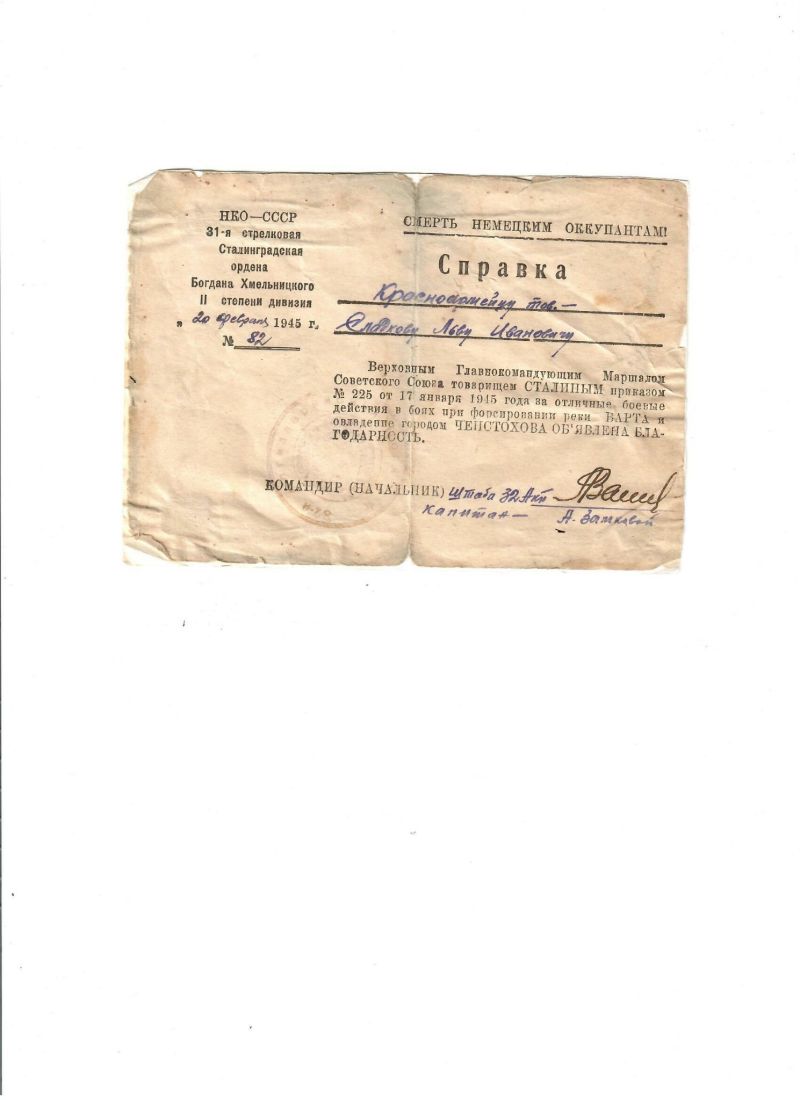 НКО—СССР
31-я стрелковая
Сталинградская
ордена
Богдана Хмельницкого
II степени дивизия
„ 20 февраля 1945 г.
№ 82
СМЕРТЬ НЕМЕЦКИМ ОККУПАНТАМ!
Справка
Красноармейцу тов.—
Льву Ивановичу
Верховным Главнокомандующим Маршалом
Советского Союза товарищем СТАЛИНЫМ приказом
№ 225 от 17 января 1945 года за отличные боевые
действия в боях при форсировании реки ВАРТА и
овладение городом ЧЕНСТОХОВА ОБ'ЯВЛЕНА БЛА-
ГОДАРНОСТЬ.
КОМАНДИР (НАЧАЛЬНИК) штаба 32
капитан — А.